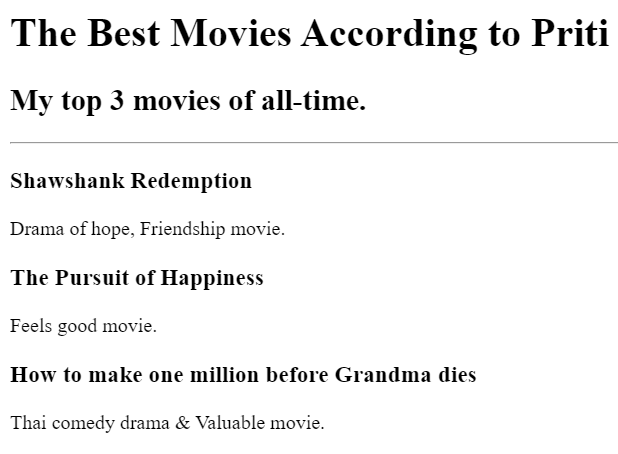 The Best Movies According to Priti
My top 3 movies of all-time.
Shawshank Redemption
Drama of hope, Friendship movie.
The Pursuit of Happiness
Feels good movie.
How to make one million before Grandma dies
Thai comedy drama & Valuable movie.